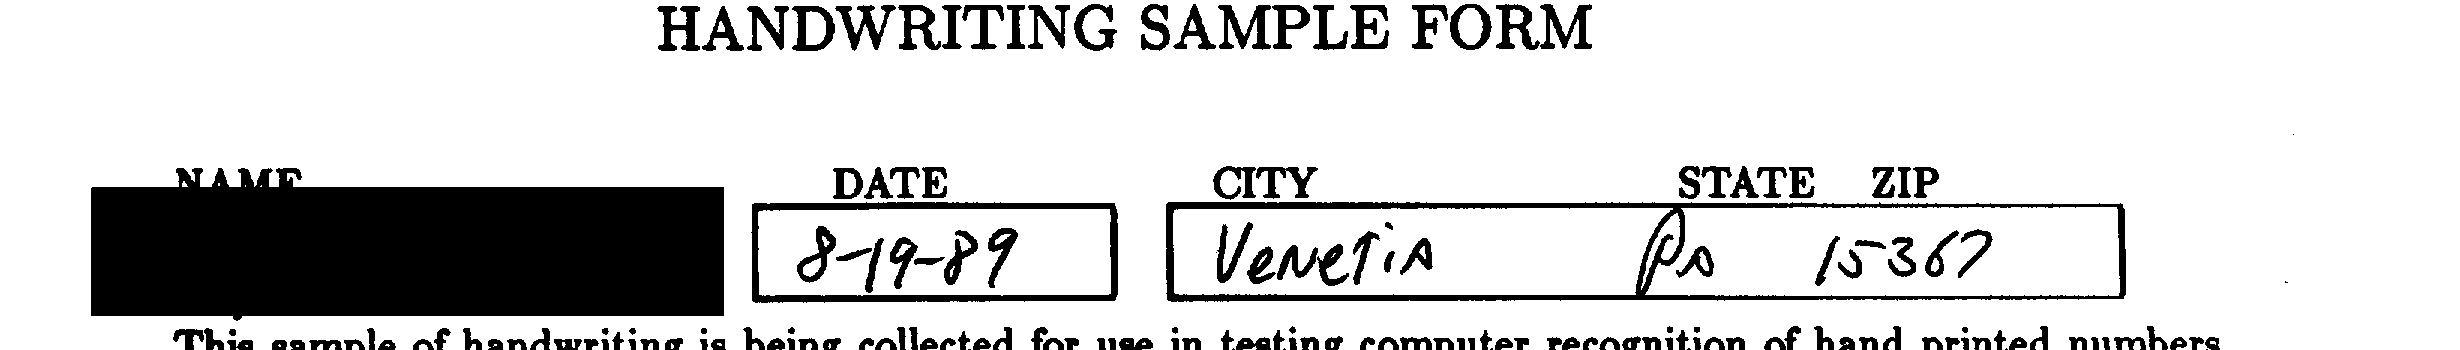 HANDWRITING SAMPLE FORM
NAME DATE CITY STATE ZIP
8-19-89 Venetia Pa 15367
This sample of handwriting is being collected for use in testing computer recognition of hand printed numbers